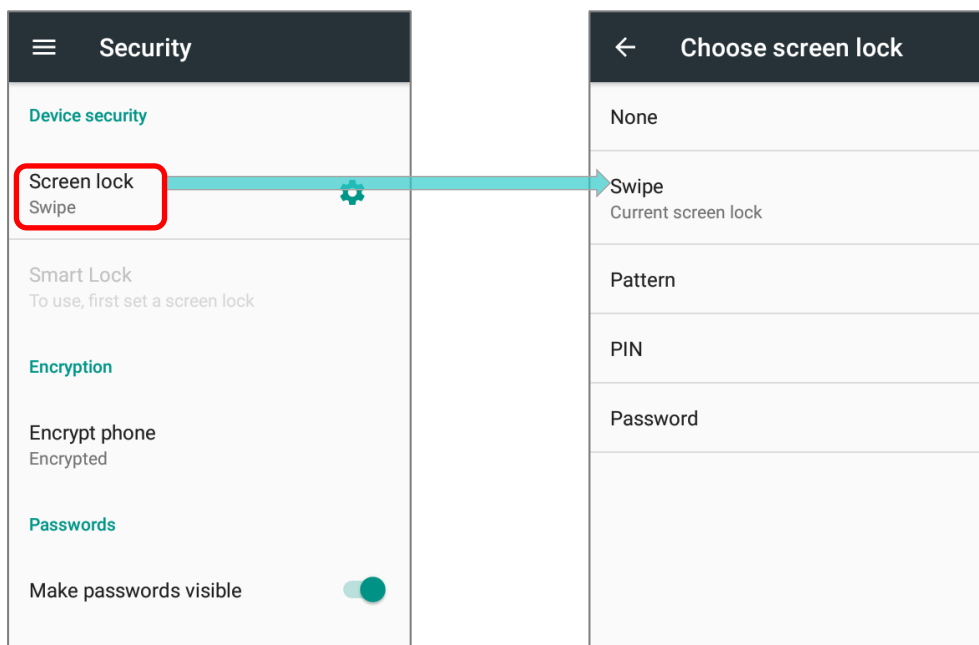 Security
Device security
Screen lock
Swipe
Smart Lock
To use, first set a screen lock
Encryption
Encrypt phone
Encrypted
Passwords
Make passwords visible
Choose screen lock
None
Swipe
Current screen lock
Pattern
PIN
Password